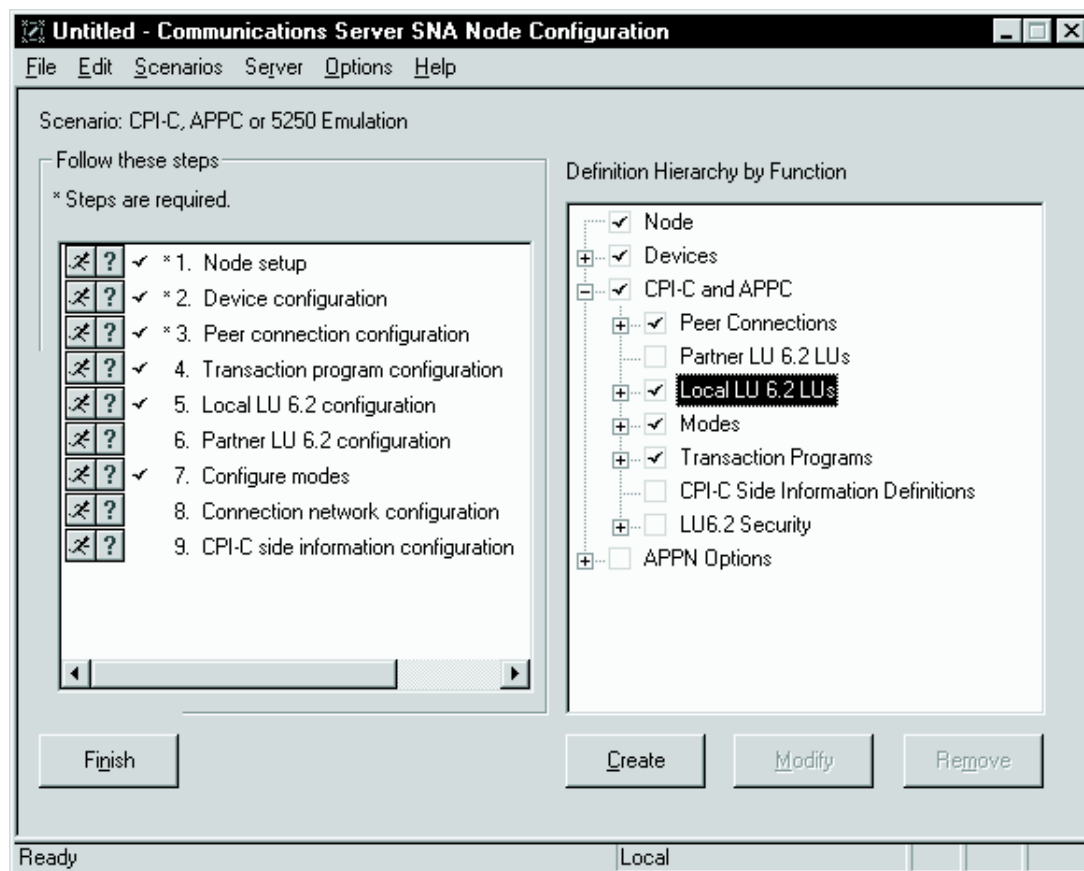 Untitled - Communications Server SNA Node Configuration
File Edit Scenarios Server Options Help
Scenario: CPI-C, APPC or 5250 Emulation
Follow these steps
* Steps are required.
? * 1. Node setup
? * 2. Device configuration
? * 3. Peer connection configuration
? 4. Transaction program configuration
? 5. Local LU 6.2 configuration
? 6. Partner LU 6.2 configuration
? 7. Configure modes
? 8. Connection network configuration
? 9. CPI-C side information configuration
Definition Hierarchy by Function
Node
Devices
CPI-C and APPC
Peer Connections
Partner LU 6.2 LUs
Local LU 6.2 LUs
Modes
Transaction Programs
CPI-C Side Information Definitions
LU6.2 Security
APPN Options
Finish
Create
Modify
Remove
Ready
Local